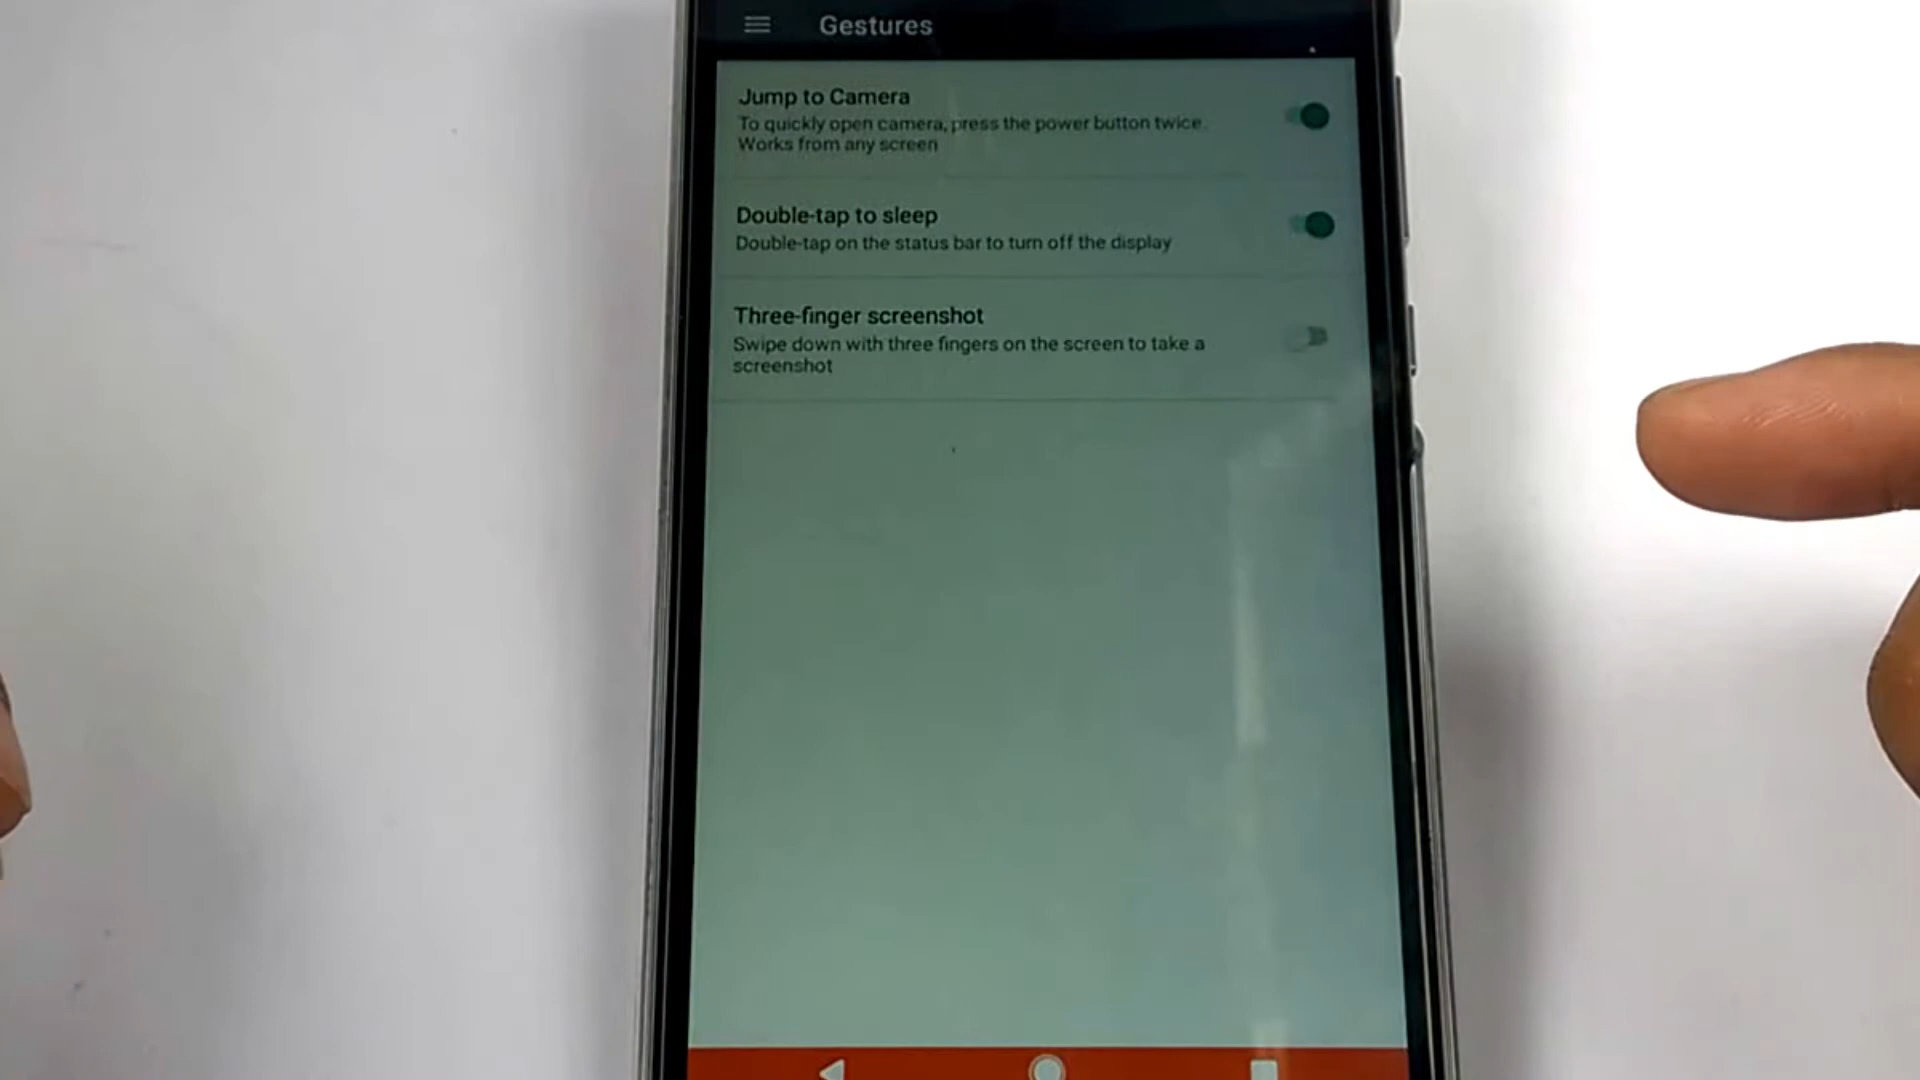 Gestures
Jump to Camera
To quickly open camera, press the power button twice.
Works from any screen
Double-tap to sleep
Double-tap on the status bar to turn off the display
Three-finger screenshot
Swipe down with three fingers on the screen to take a
screenshot